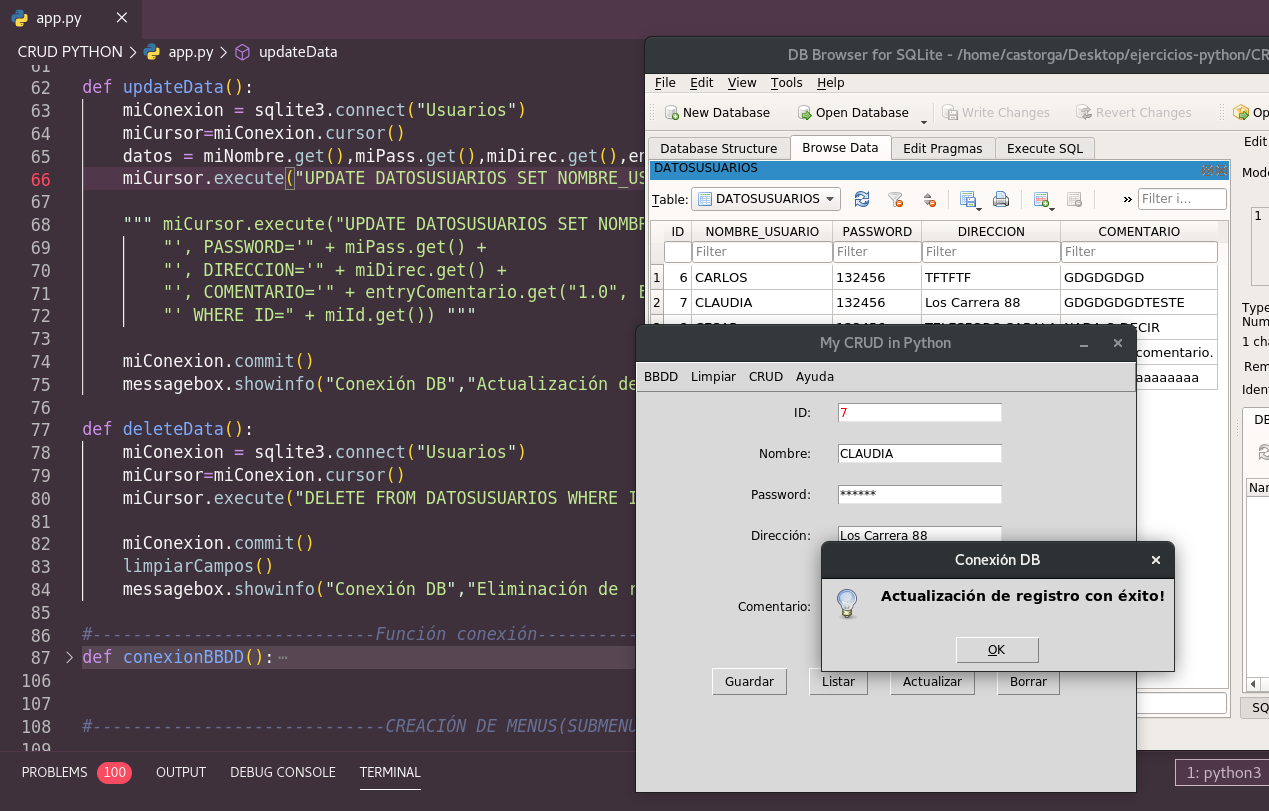 app.py
CRUD PYTHON > app.py > updateData
61
62 def updateData():
63 miConexion = sqlite3.connect("Usuarios")
64 miCursor=miConexion.cursor()
65 datos = miNombre.get(),miPass.get(),miDirec.get(),en
66 miCursor.execute("UPDATE DATOSUSUARIOS SET NOMBRE_US
67
68 """ miCursor.execute("UPDATE DATOSUSUARIOS SET NOMBR
69 "', PASSWORD='" + miPass.get() +
70 "', DIRECCION='" + miDirec.get() +
71 "', COMENTARIO='" + entryComentario.get("1.0", E
72 "' WHERE ID=" + miId.get()) """
73
74 miConexion.commit()
75 messagebox.showinfo("Conexión DB","Actualización de
76
77 def deleteData():
78 miConexion = sqlite3.connect("Usuarios")
79 miCursor=miConexion.cursor()
80 miCursor.execute("DELETE FROM DATOSUSUARIOS WHERE I
81
82 miConexion.commit()
83 limpiarCampos()
84 messagebox.showinfo("Conexión DB","Eliminación de r
85
86 #----------------------------Función conexión----------
87 def conexionBBDD():
106
107
108 #-----------------------------CREACIÓN DE MENUS(SUBMENU
109
PROBLEMS 100 OUTPUT DEBUG CONSOLE TERMINAL
1: python3
DB Browser for SQLite - /home/castorga/Desktop/ejercicios-python/CR
File Edit View Tools Help
New Database Open Database Write Changes Revert Changes Op
Database Structure Browse Data Edit Pragmas Execute SQL
DATOSUSUARIOS
Table: DATOSUSUARIOS » Filter i...
ID NOMBRE_USUARIO PASSWORD DIRECCION COMENTARIO
Filter Filter Filter Filter
1 6 CARLOS 132456 TFTFTF GDGDGDGD
2 7 CLAUDIA 132456 Los Carrera 88 GDGDGDGDTESTE
comentario.
aaaaaaaaa
Edit
Mode
1
Type
Num
1 cha
Rem
Ident
DB
Nam
SQ
My CRUD in Python
BBDD Limpiar CRUD Ayuda
ID: 7
Nombre: CLAUDIA
Password: ******
Dirección: Los Carrera 88
Comentario:
Guardar Listar Actualizar Borrar
Conexión DB
Actualización de registro con éxito!
OK